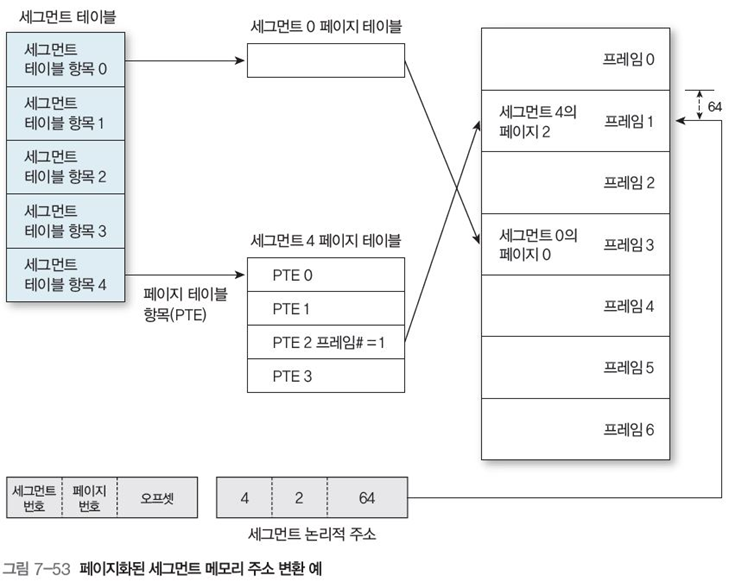 세그먼트 테이블
세그먼트
테이블 항목 0
세그먼트
테이블 항목 1
세그먼트
테이블 항목 2
세그먼트
테이블 항목 3
세그먼트
테이블 항목 4
세그먼트 0 페이지 테이블
페이지 테이블
항목(PTE)
세그먼트 4 페이지 테이블
PTE 0
PTE 1
PTE 2 프레임# = 1
PTE 3
프레임 0
세그먼트 4의
페이지 2
프레임 1
프레임 2
세그먼트 0의
페이지 0
프레임 3
프레임 4
프레임 5
프레임 6
64
세그먼트
번호
페이지
번호
오프셋
4 2 64
세그먼트 논리적 주소
그림 7-53 페이지화된 세그먼트 메모리 주소 변환 예